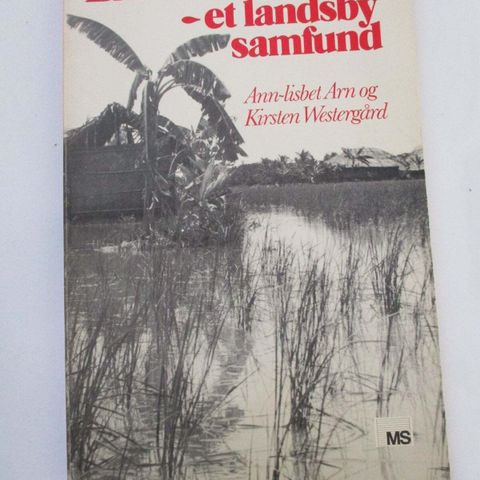 - et landsby
samfund
Ann-lisbet Arn og
Kirsten Westergård
MS